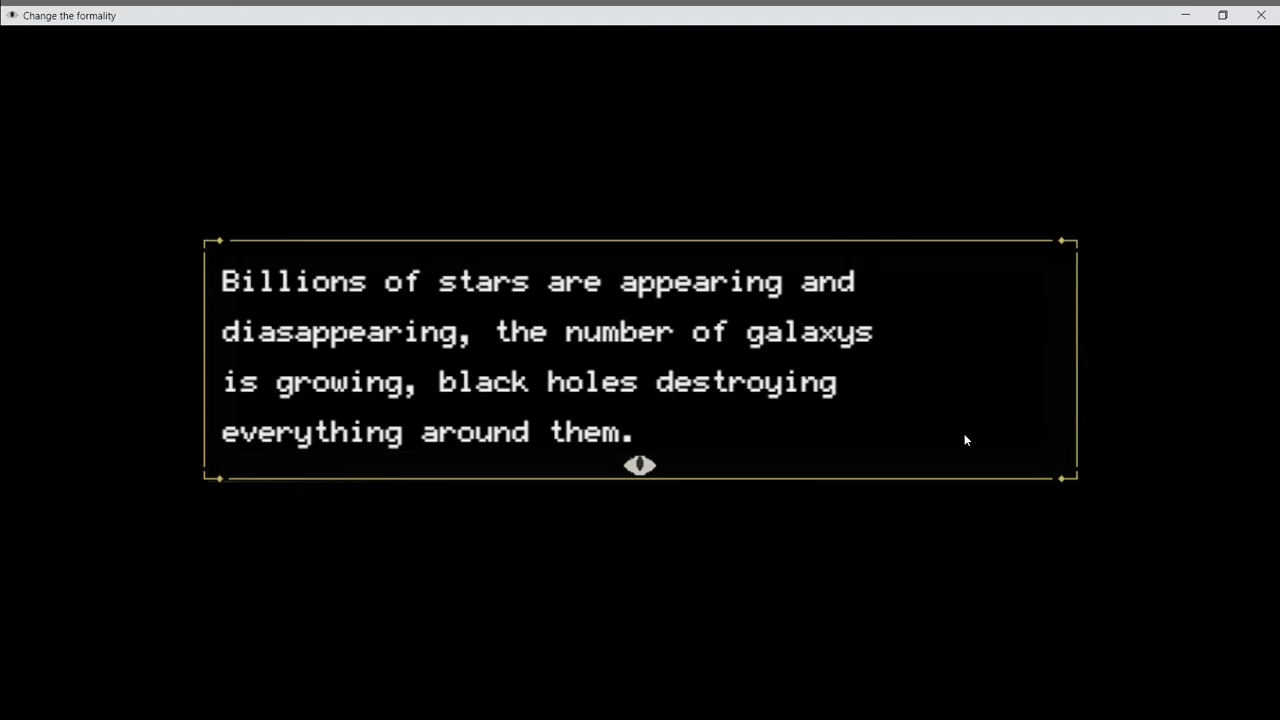 Change the formality
Billions of stars are appearing and
diasappearing, the number of galaxys
is growing, black holes destroying
everything around them.